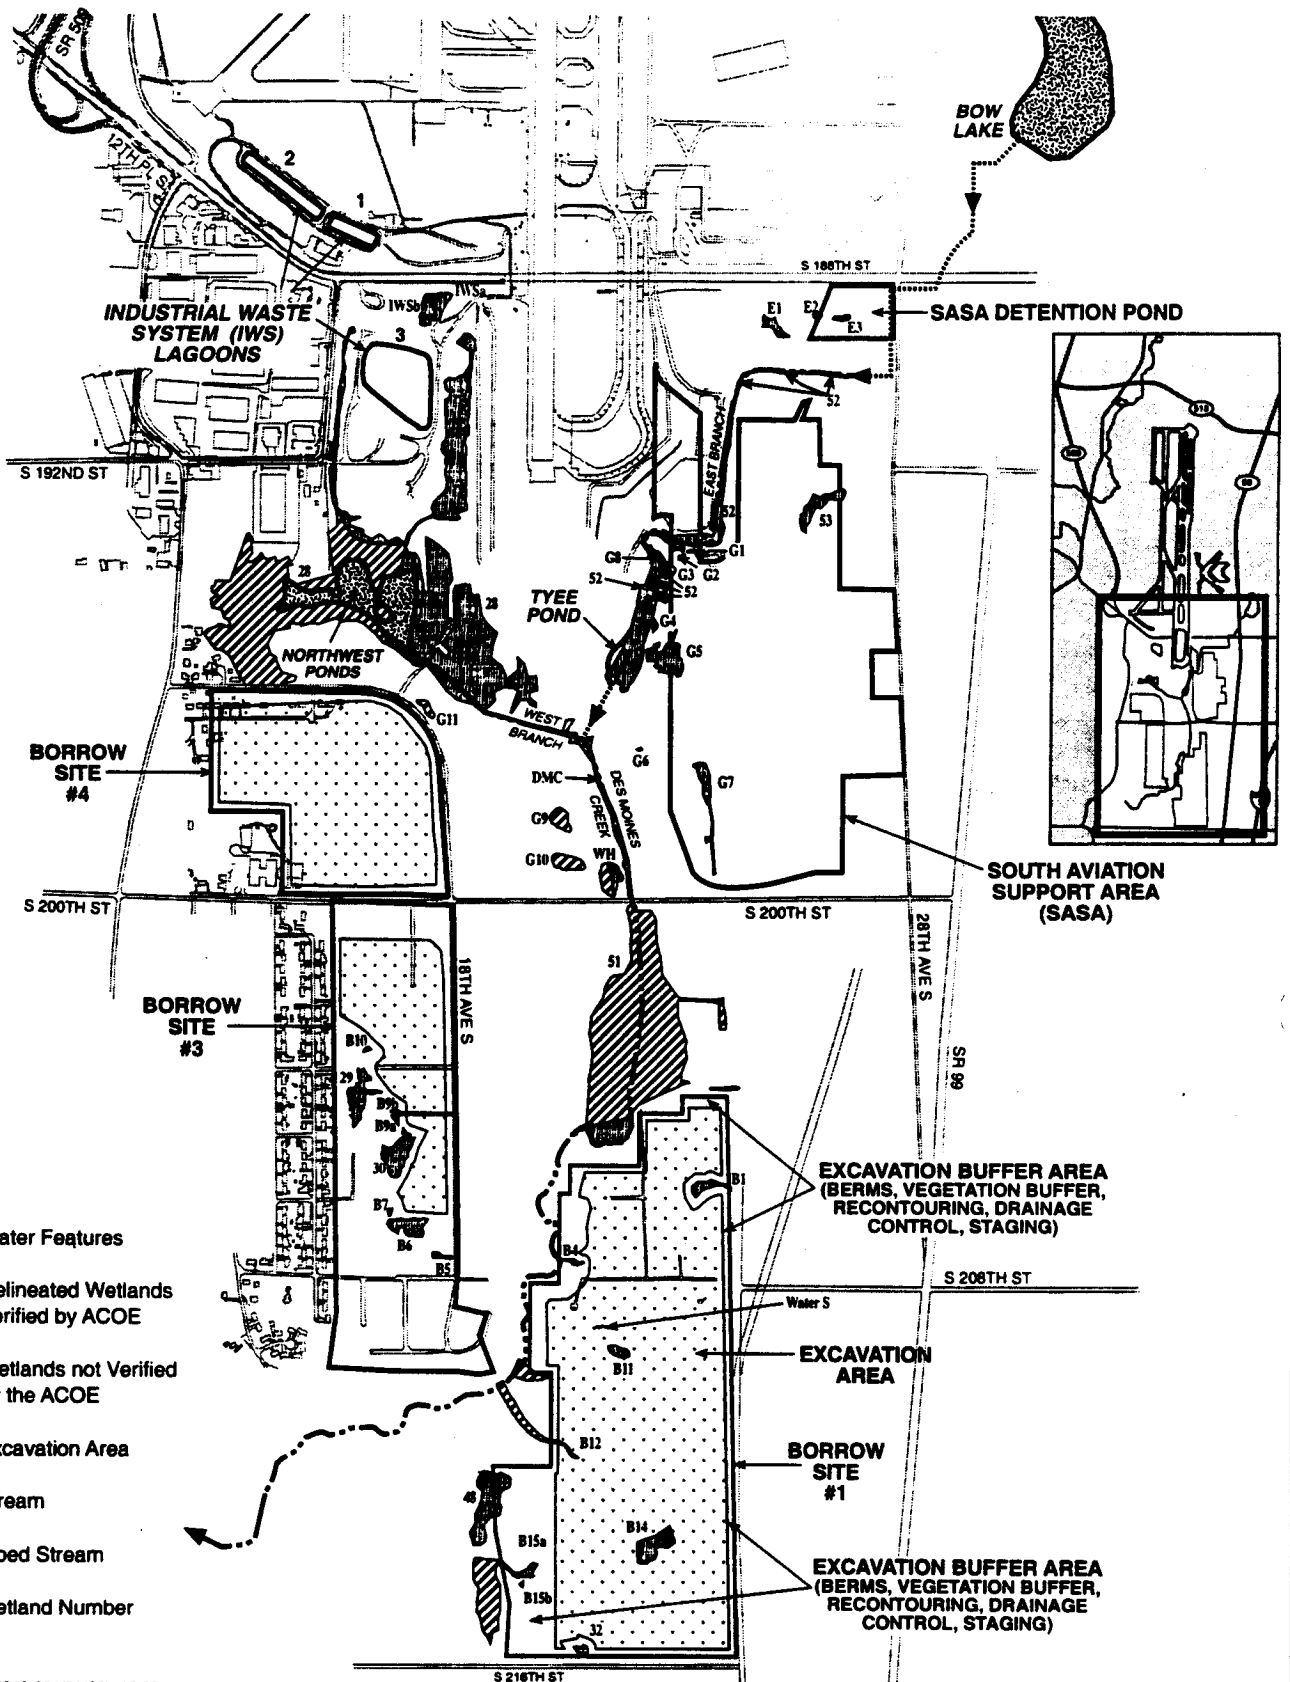 SR 509
12TH PL S
BOW
LAKE
2
1
S 188TH ST
INDUSTRIAL WASTE
SYSTEM (IWS)
LAGOONS
IWSb
IWSa
3
E1
E2
E3
SASA DETENTION POND
52
518
S 192ND ST
EAST BRANCH
52
53
G1
G2
G3
G8
52
52
G4
G5
TYEE
POND
28
28
NORTHWEST
PONDS
G11
WEST
BRANCH
G6
G7
DMC
DES MOINES
CREEK
G9
G10
WH
BORROW
SITE
#4
SOUTH AVIATION
SUPPORT AREA
(SASA)
S 200TH ST
S 200TH ST
28TH AVE S
SR 99
18TH AVE S
51
BORROW
SITE
#3
B10
29
B9b
B9a
30
B7
B6
B5
B1
B4
EXCAVATION BUFFER AREA
(BERMS, VEGETATION BUFFER,
RECONTOURING, DRAINAGE
CONTROL, STAGING)
S 208TH ST
Water S
B11
EXCAVATION
AREA
B12
BORROW
SITE
#1
48
B14
B15a
B15b
32
EXCAVATION BUFFER AREA
(BERMS, VEGETATION BUFFER,
RECONTOURING, DRAINAGE
CONTROL, STAGING)
S 216TH ST
ater Features
elineated Wetlands
erified by ACOE
etlands not Verified
the ACOE
xcavation Area
ream
ped Stream
etland Number